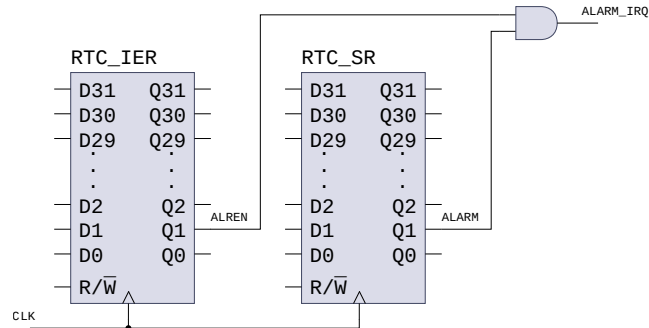 ALARM_IRQ
RTC_IER
D31 Q31
D30 Q30
D29 Q29
D2 Q2
D1 Q1
D0 Q0
R/W̅
ALREN
RTC_SR
D31 Q31
D30 Q30
D29 Q29
D2 Q2
D1 Q1
D0 Q0
R/W̅
ALARM
CLK